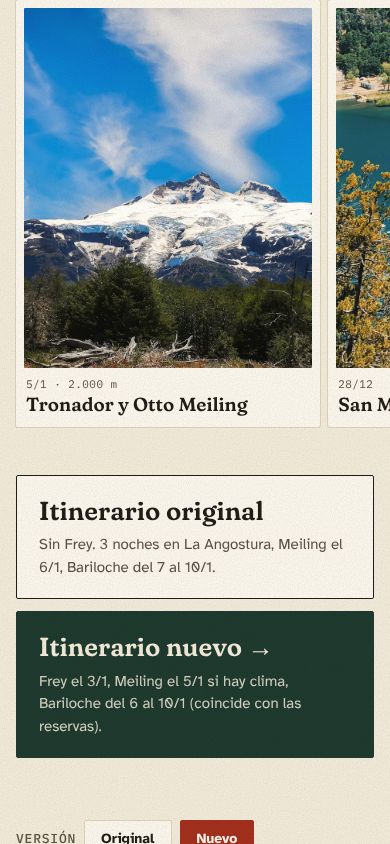 5/1 · 2.000 m
28/12
Tronador y Otto Meiling
San M
Itinerario original
Sin Frey. 3 noches en La Angostura, Meiling el
6/1, Bariloche del 7 al 10/1.
Itinerario nuevo →
Frey el 3/1, Meiling el 5/1 si hay clima,
Bariloche del 6 al 10/1 (coincide con las
reservas).
VERSIÓN Original Nuevo